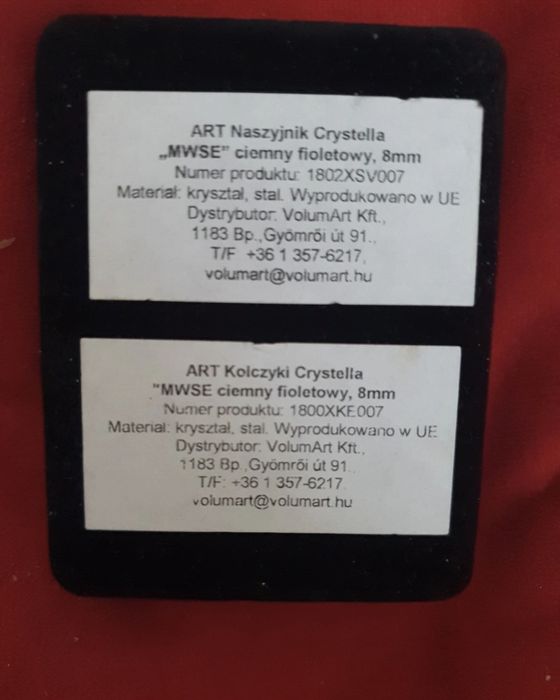 ART Naszyjnik Crystella
„MWSE” ciemny fioletowy, 8mm
Numer produktu: 1802XSV007
Materiał: kryształ, stal. Wyprodukowano w UE
Dystrybutor: VolumArt Kft.,
1183 Bp.,Gyömrői út 91.,
T/F +36 1 357-6217,
volumart@volumart.hu
ART Kolczyki Crystella
"MWSE ciemny fioletowy, 8mm
Numer produktu: 1800XKE007
Materiał: kryształ, stal. Wyprodukowano w UE
Dystrybutor: VolumArt Kft.,
1183 Bp.,Gyömrői út 91.
T/F: +36 1 357-6217.
volumart@volumart.hu